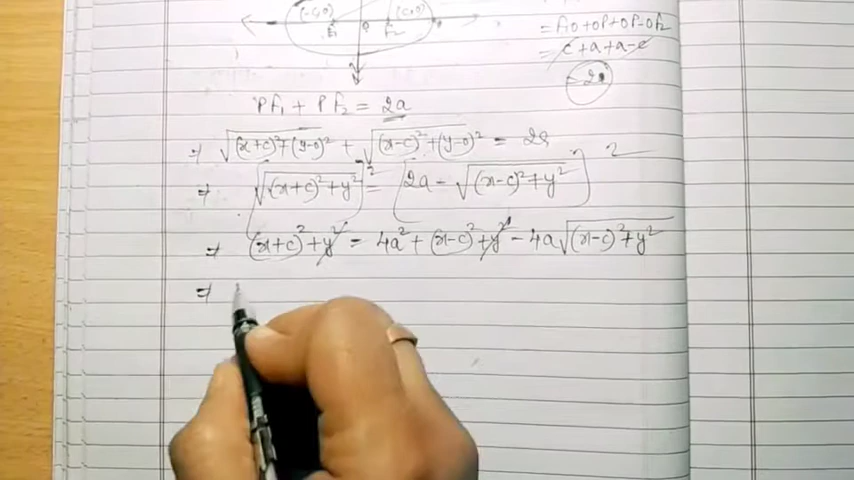 (-c,0) (c,0)
F₁ O F₂
= F₁O + OP + OP - OF₂
= c + a + a - c
= 2a
PF₁ + PF₂ = 2a
⇒ √(x+c)²+(y-0)² + √(x-c)²+(y-0)² = 2a
⇒ [√(x+c)²+y²]² = [2a - √(x-c)²+y²]²
⇒ (x+c)²+y² = 4a² + (x-c)²+y² - 4a√(x-c)²+y²
⇒